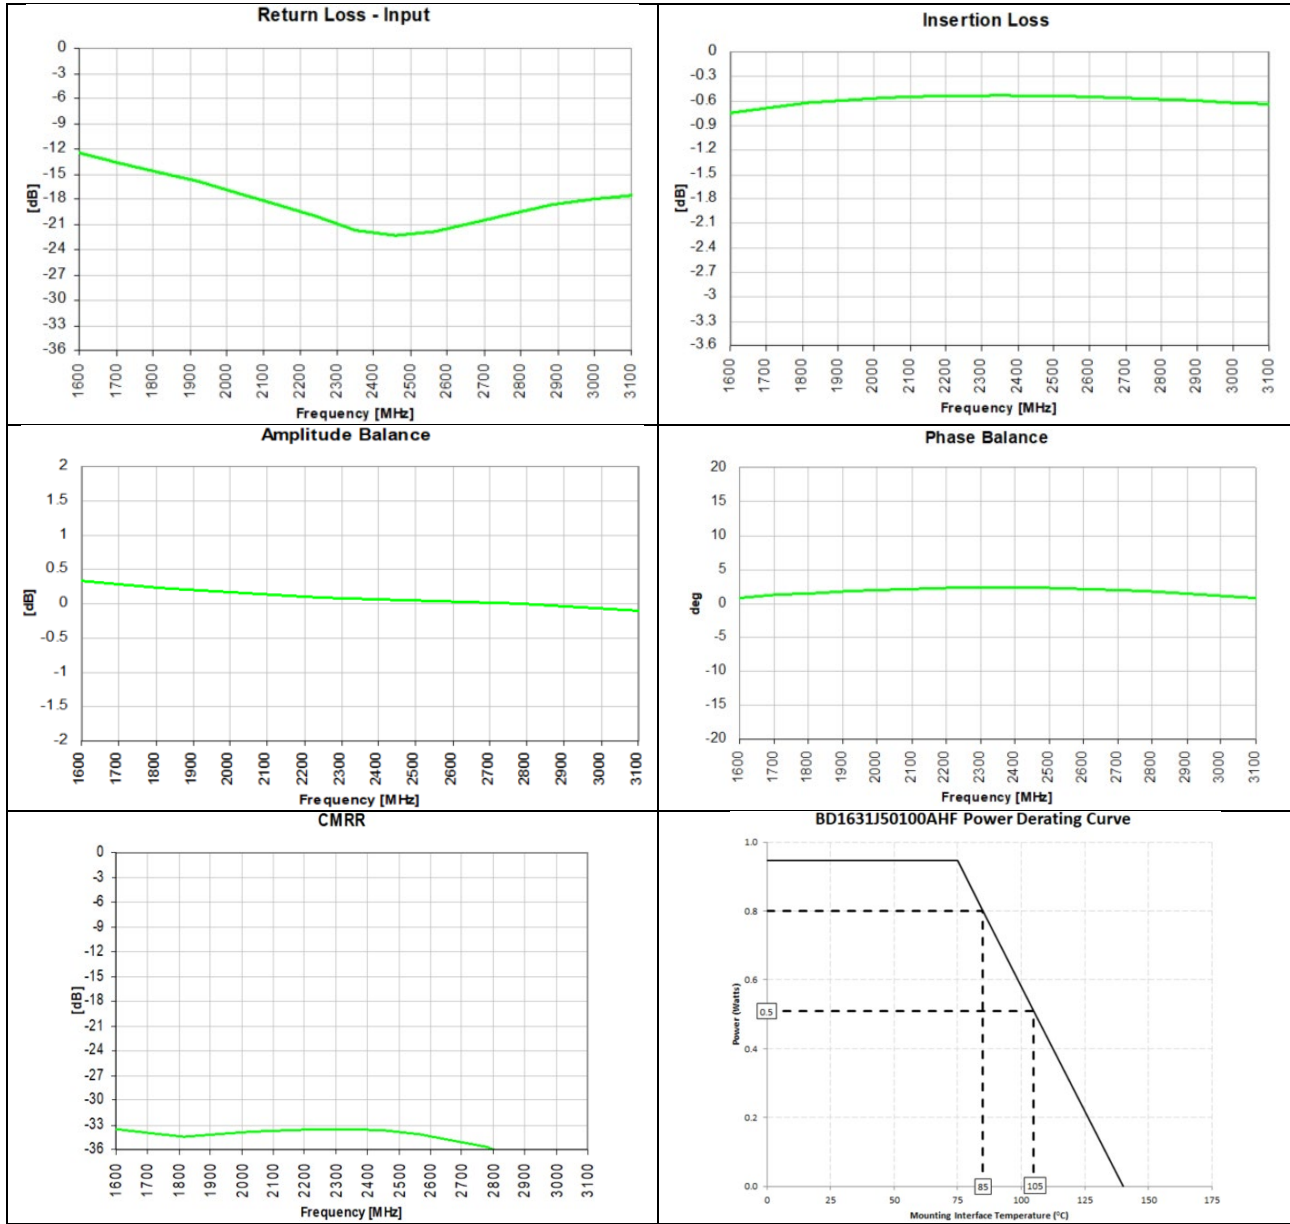 Return Loss - Input
0
-3
-6
-9
-12
-15
-18
-21
-24
-27
-30
-33
-36
[dB]
1600 1700 1800 1900 2000 2100 2200 2300 2400 2500 2600 2700 2800 2900 3000 3100
Frequency [MHz]
Insertion Loss
0
-0.3
-0.6
-0.9
-1.2
-1.5
-1.8
-2.1
-2.4
-2.7
-3
-3.3
-3.6
[dB]
1600 1700 1800 1900 2000 2100 2200 2300 2400 2500 2600 2700 2800 2900 3000 3100
Frequency [MHz]
Amplitude Balance
2
1.5
1
0.5
0
-0.5
-1
-1.5
-2
[dB]
1600 1700 1800 1900 2000 2100 2200 2300 2400 2500 2600 2700 2800 2900 3000 3100
Frequency [MHz]
Phase Balance
20
15
10
5
0
-5
-10
-15
-20
deg
1600 1700 1800 1900 2000 2100 2200 2300 2400 2500 2600 2700 2800 2900 3000 3100
Frequency [MHz]
CMRR
0
-3
-6
-9
-12
-15
-18
-21
-24
-27
-30
-33
-36
[dB]
1600 1700 1800 1900 2000 2100 2200 2300 2400 2500 2600 2700 2800 2900 3000 3100
Frequency [MHz]
BD1631J50100AHF Power Derating Curve
1.0
0.8
0.6
0.5
0.4
0.2
0.0
Power (Watts)
85 105
0 25 50 75 100 125 150 175
Mounting Interface Temperature (°C)